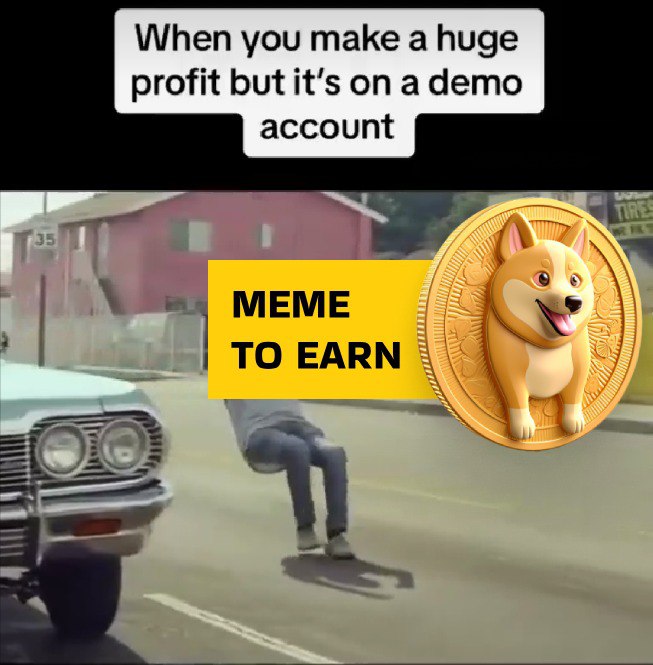 When you make a huge
profit but it's on a demo
account
35
MEME
TO EARN
TIRES